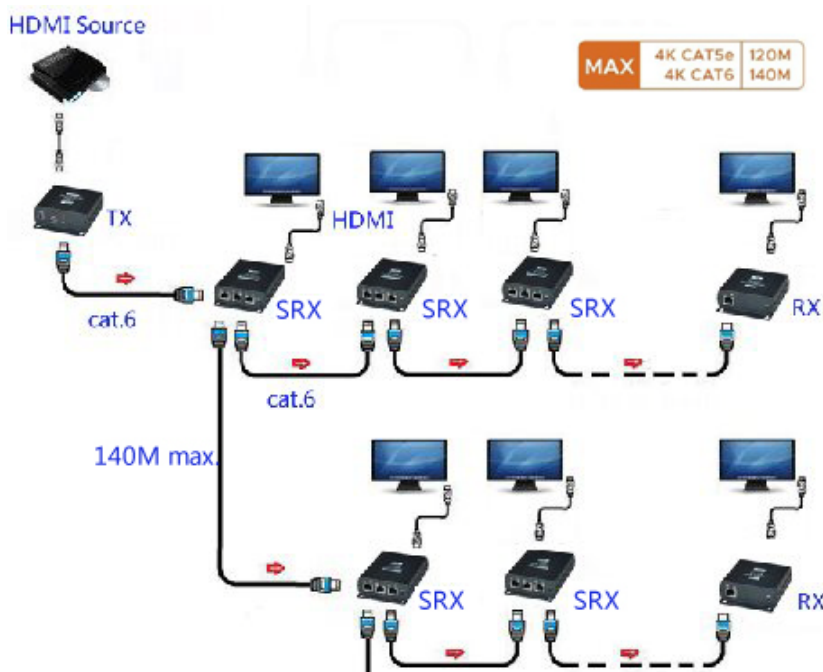 HDMI Source
MAX
4K CAT5e 120M
4K CAT6 140M
TX
HDMI
SRX
SRX
SRX
RX
cat.6
cat.6
140M max.
SRX
SRX
RX